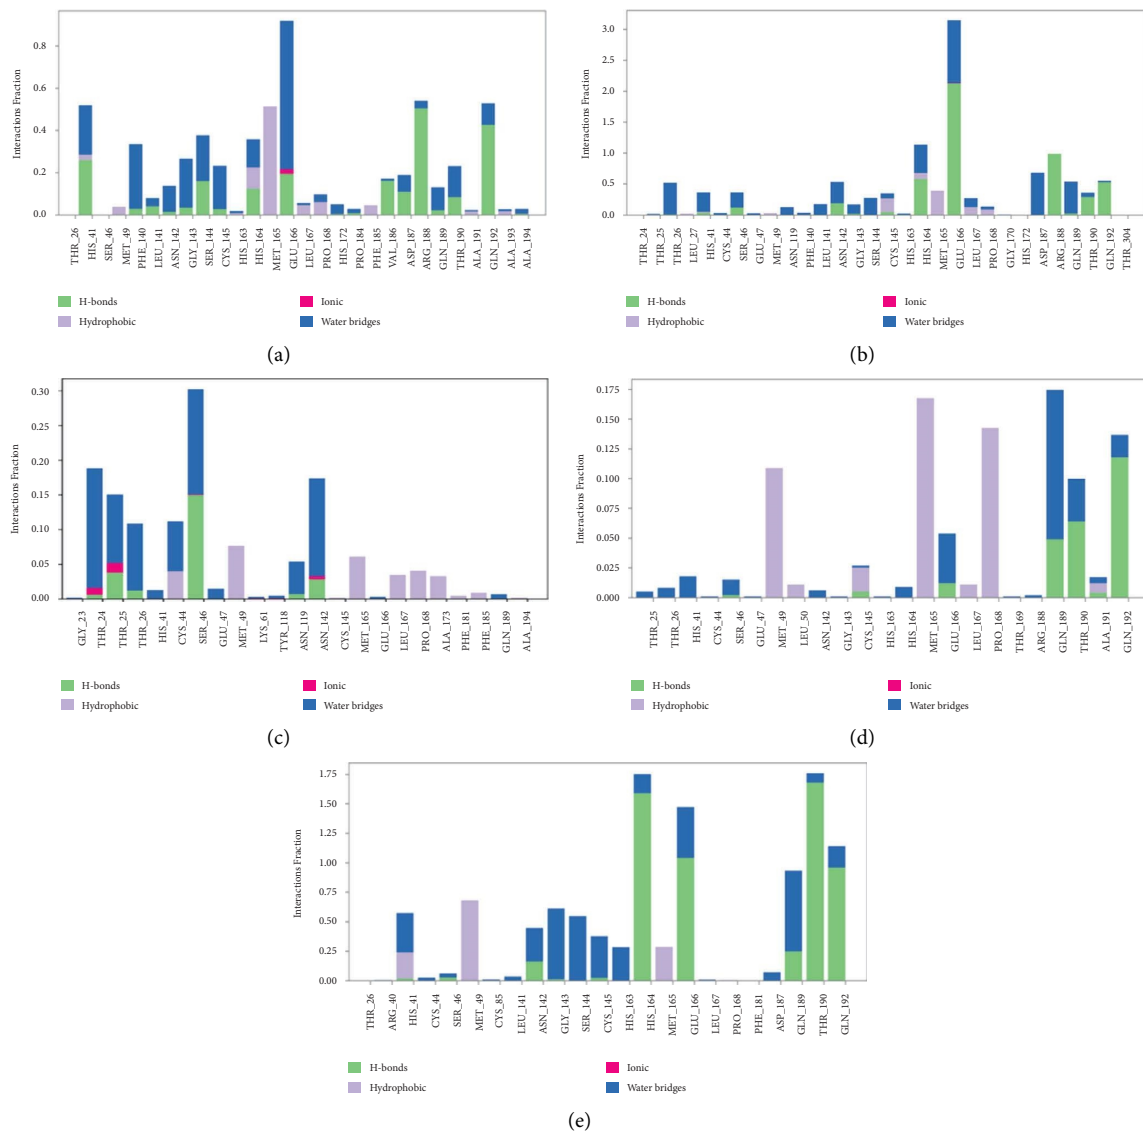 Interactions Fraction
0.8
0.6
0.4
0.2
0.0
THR_26
HIS_41
SER_46
MET_49
PHE_140
LEU_141
ASN_142
GLY_143
SER_144
CYS_145
HIS_163
HIS_164
MET_165
GLU_166
LEU_167
PRO_168
HIS_172
PRO_184
PHE_185
VAL_186
ASP_187
ARG_188
GLN_189
THR_190
ALA_191
GLN_192
ALA_193
ALA_194
H-bonds
Hydrophobic
Ionic
Water bridges
(a)
Interactions Fraction
3.0
2.5
2.0
1.5
1.0
0.5
0.0
THR_24
THR_25
THR_26
LEU_27
HIS_41
CYS_44
SER_46
GLU_47
MET_49
ASN_119
PHE_140
LEU_141
ASN_142
GLY_143
SER_144
CYS_145
HIS_163
HIS_164
MET_165
GLU_166
LEU_167
PRO_168
GLY_170
HIS_172
ASP_187
ARG_188
GLN_189
THR_190
GLN_192
THR_304
H-bonds
Hydrophobic
Ionic
Water bridges
(b)
Interactions Fraction
0.30
0.25
0.20
0.15
0.10
0.05
0.00
GLY_23
THR_24
THR_25
THR_26
HIS_41
CYS_44
SER_46
GLU_47
MET_49
LYS_61
TYR_118
ASN_119
ASN_142
CYS_145
MET_165
GLU_166
LEU_167
PRO_168
ALA_173
PHE_181
PHE_185
GLN_189
ALA_194
H-bonds
Hydrophobic
Ionic
Water bridges
(c)
Interactions Fraction
0.175
0.150
0.125
0.100
0.075
0.050
0.025
0.000
THR_25
THR_26
HIS_41
CYS_44
SER_46
GLU_47
MET_49
LEU_50
ASN_142
GLY_143
CYS_145
HIS_163
HIS_164
MET_165
GLU_166
LEU_167
PRO_168
THR_169
ARG_188
GLN_189
THR_190
ALA_191
GLN_192
H-bonds
Hydrophobic
Ionic
Water bridges
(d)
Interactions Fraction
1.75
1.50
1.25
1.00
0.75
0.50
0.25
0.00
THR_26
ARG_40
HIS_41
CYS_44
SER_46
MET_49
CYS_85
LEU_141
ASN_142
GLY_143
SER_144
CYS_145
HIS_163
HIS_164
MET_165
GLU_166
LEU_167
PRO_168
PHE_181
ASP_187
GLN_189
THR_190
GLN_192
H-bonds
Hydrophobic
Ionic
Water bridges
(e)